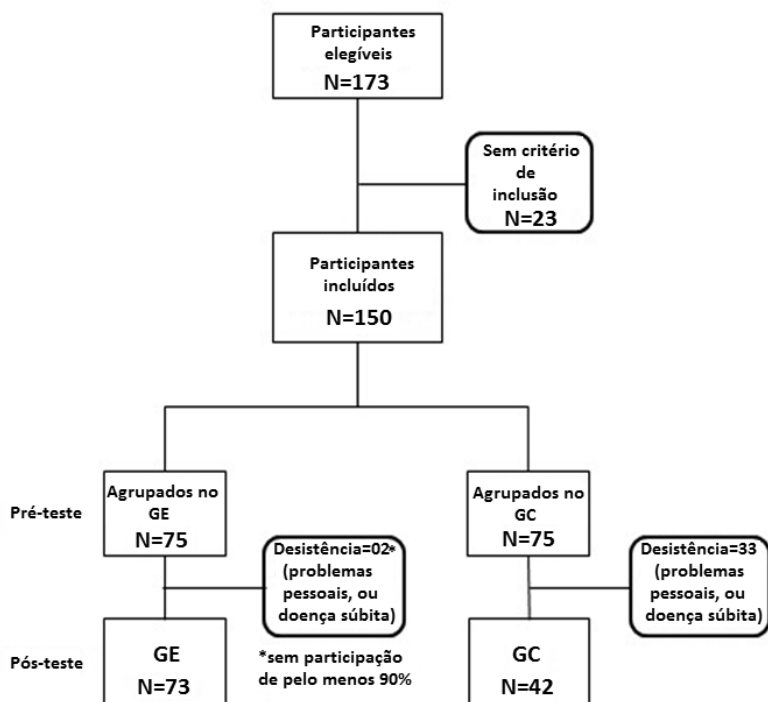 Participantes
elegíveis
N=173
Sem critério
de
inclusão
N=23
Participantes
incluídos
N=150
Pré-teste
Agrupados no
GE
N=75
Desistência=02*
(problemas
pessoais, ou
doença súbita)
Agrupados no
GC
N=75
Desistência=33
(problemas
pessoais, ou
doença súbita)
Pós-teste
GE
N=73
*sem participação
de pelo menos 90%
GC
N=42